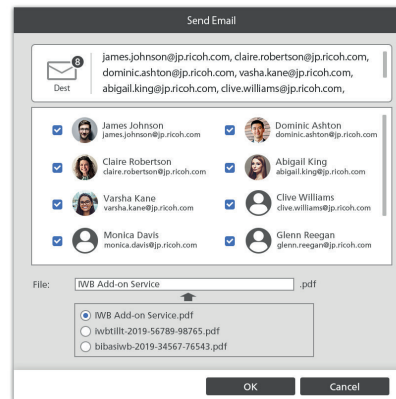 Send Email
8
Dest
james.johnson@jp.ricoh.com, claire.robertson@jp.ricoh.com,
dominic.ashton@jp.ricoh.com, vasha.kane@jp.ricoh.com,
abigail.king@jp.ricoh.com, clive.williams@jp.ricoh.com,
James Johnson
james.johnson@jp.ricoh.com
Dominic Ashton
dominic.ashton@jp.ricoh.com
Claire Robertson
claire.robertson@jp.ricoh.com
Abigail King
abigail.king@jp.ricoh.com
Varsha Kane
varsha.kane@jp.ricoh.com
Clive Williams
clive.williams@jp.ricoh.com
Monica Davis
monica.davis@jp.ricoh.com
Glenn Reegan
glenn.reegan@jp.ricoh.com
File: IWB Add-on Service .pdf
IWB Add-on Service.pdf
iwbtillt-2019-56789-98765.pdf
bibasiwb-2019-34567-76543.pdf
OK Cancel